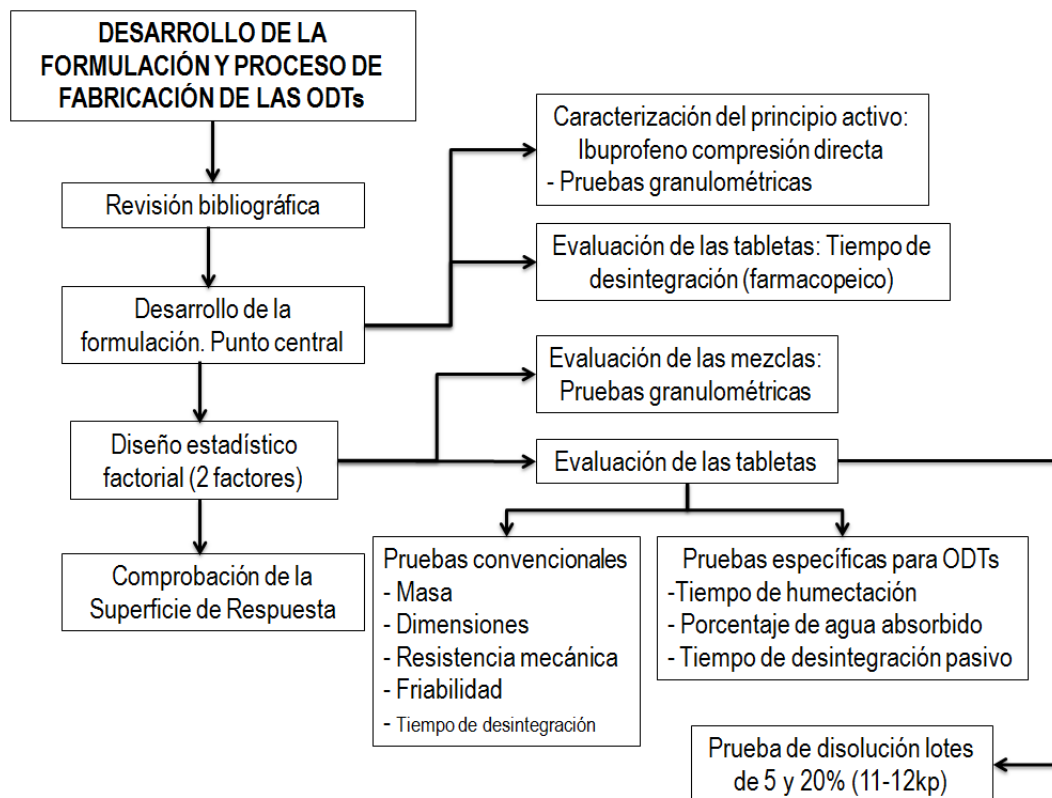 DESARROLLO DE LA
FORMULACIÓN Y PROCESO DE
FABRICACIÓN DE LAS ODTs
Revisión bibliográfica
Desarrollo de la
formulación. Punto central
Diseño estadístico
factorial (2 factores)
Comprobación de la
Superficie de Respuesta
Caracterización del principio activo:
Ibuprofeno compresión directa
- Pruebas granulométricas
Evaluación de las tabletas: Tiempo de
desintegración (farmacopeico)
Evaluación de las mezclas:
Pruebas granulométricas
Evaluación de las tabletas
Pruebas convencionales
- Masa
- Dimensiones
- Resistencia mecánica
- Friabilidad
- Tiempo de desintegración
Pruebas específicas para ODTs
-Tiempo de humectación
- Porcentaje de agua absorbido
- Tiempo de desintegración pasivo
Prueba de disolución lotes
de 5 y 20% (11-12kp)